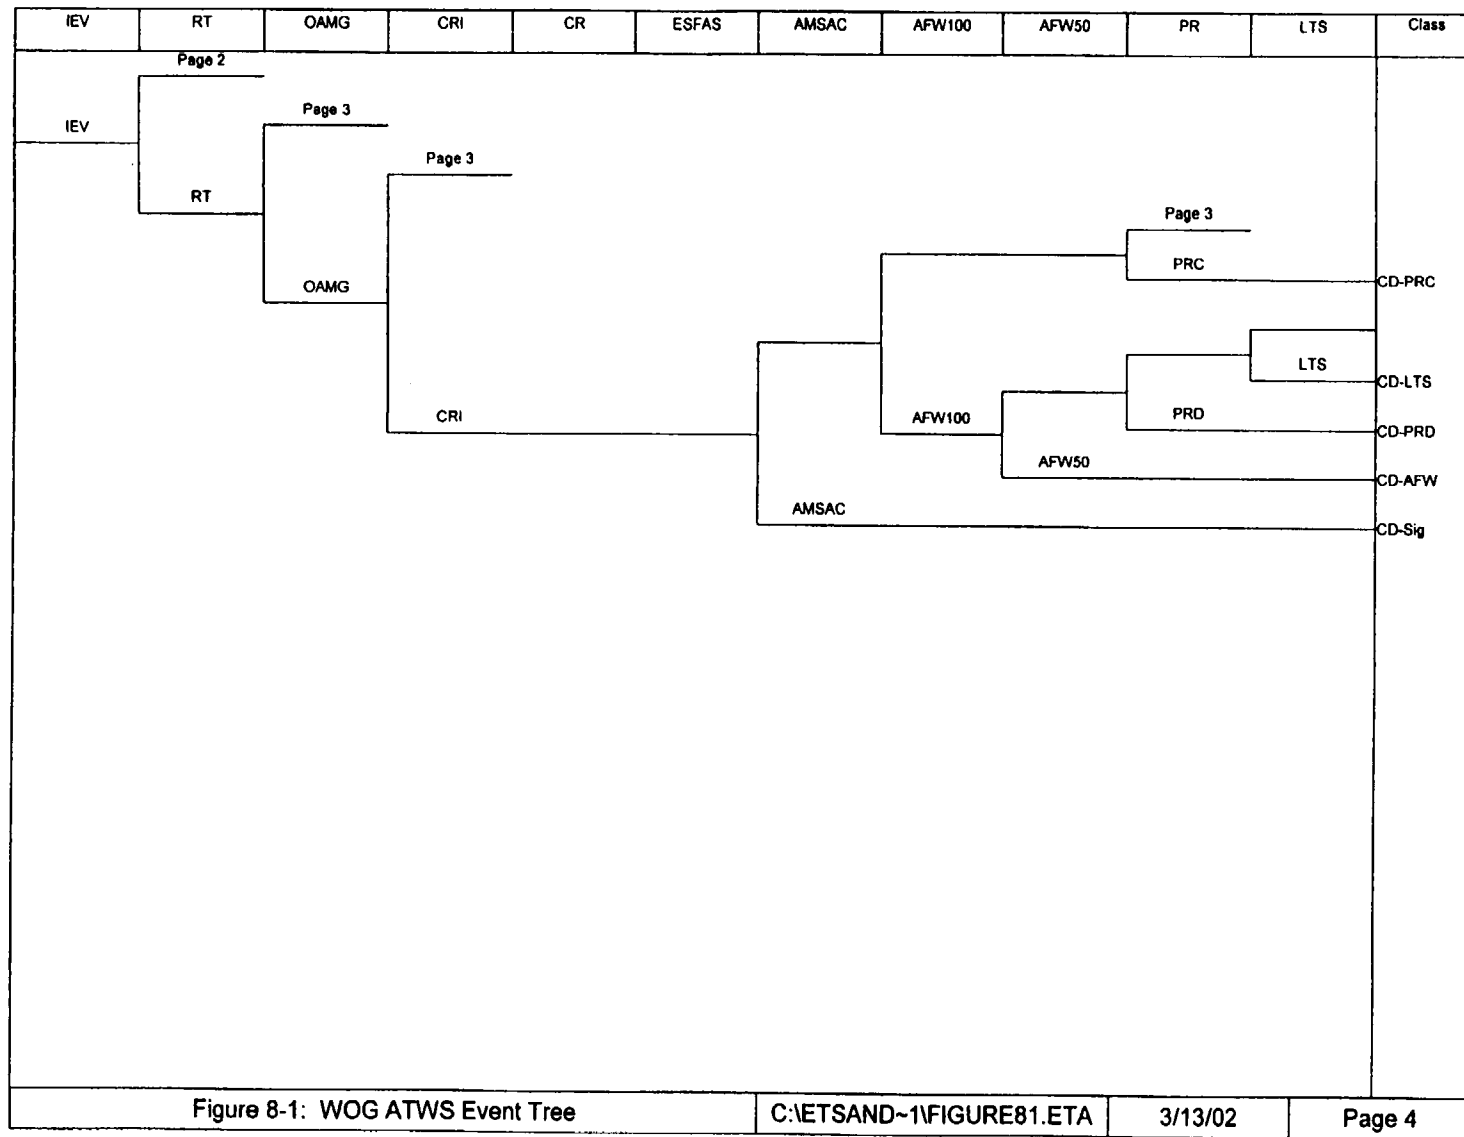 IEV RT OAMG CRI CR ESFAS AMSAC AFW100 AFW50 PR LTS Class
Page 2
Page 3
IEV
Page 3
RT
Page 3
PRC
CD-PRC
OAMG
LTS
CD-LTS
CRI
AFW100
PRD
CD-PRD
AFW50
CD-AFW
AMSAC
CD-Sig
Figure 8-1: WOG ATWS Event Tree C:\ETSAND~1\FIGURE81.ETA 3/13/02 Page 4